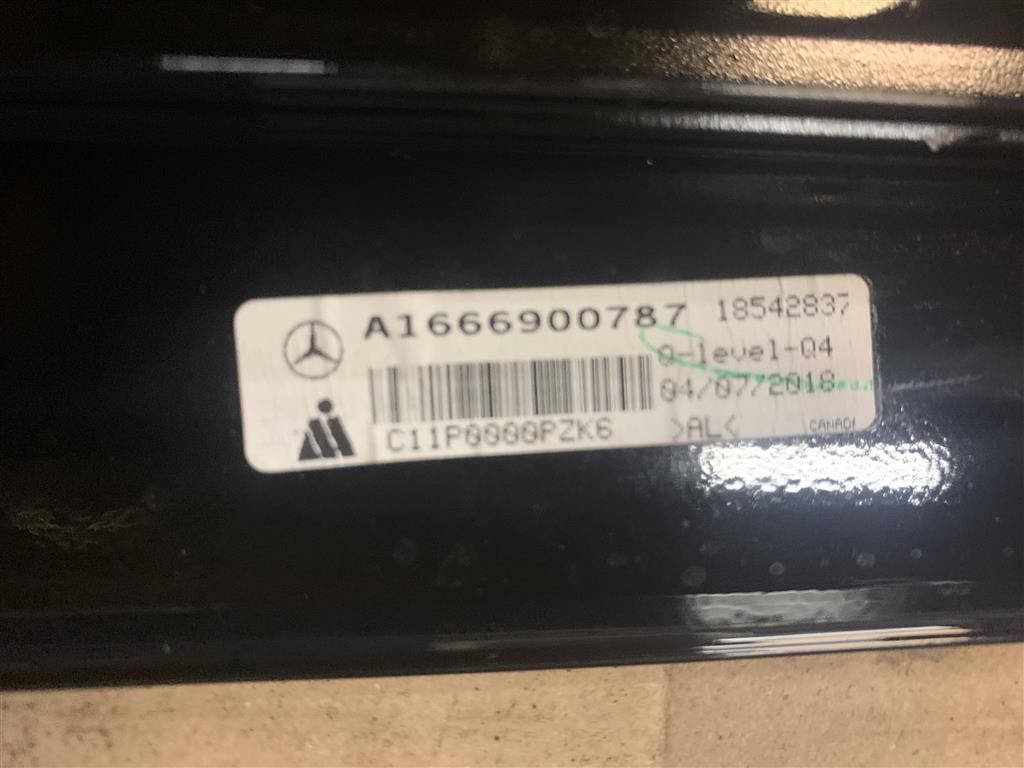 A1666900787 18542837
Q-level-Q4
04/07/2018
C11P0000PZK6 >AL< CANADA